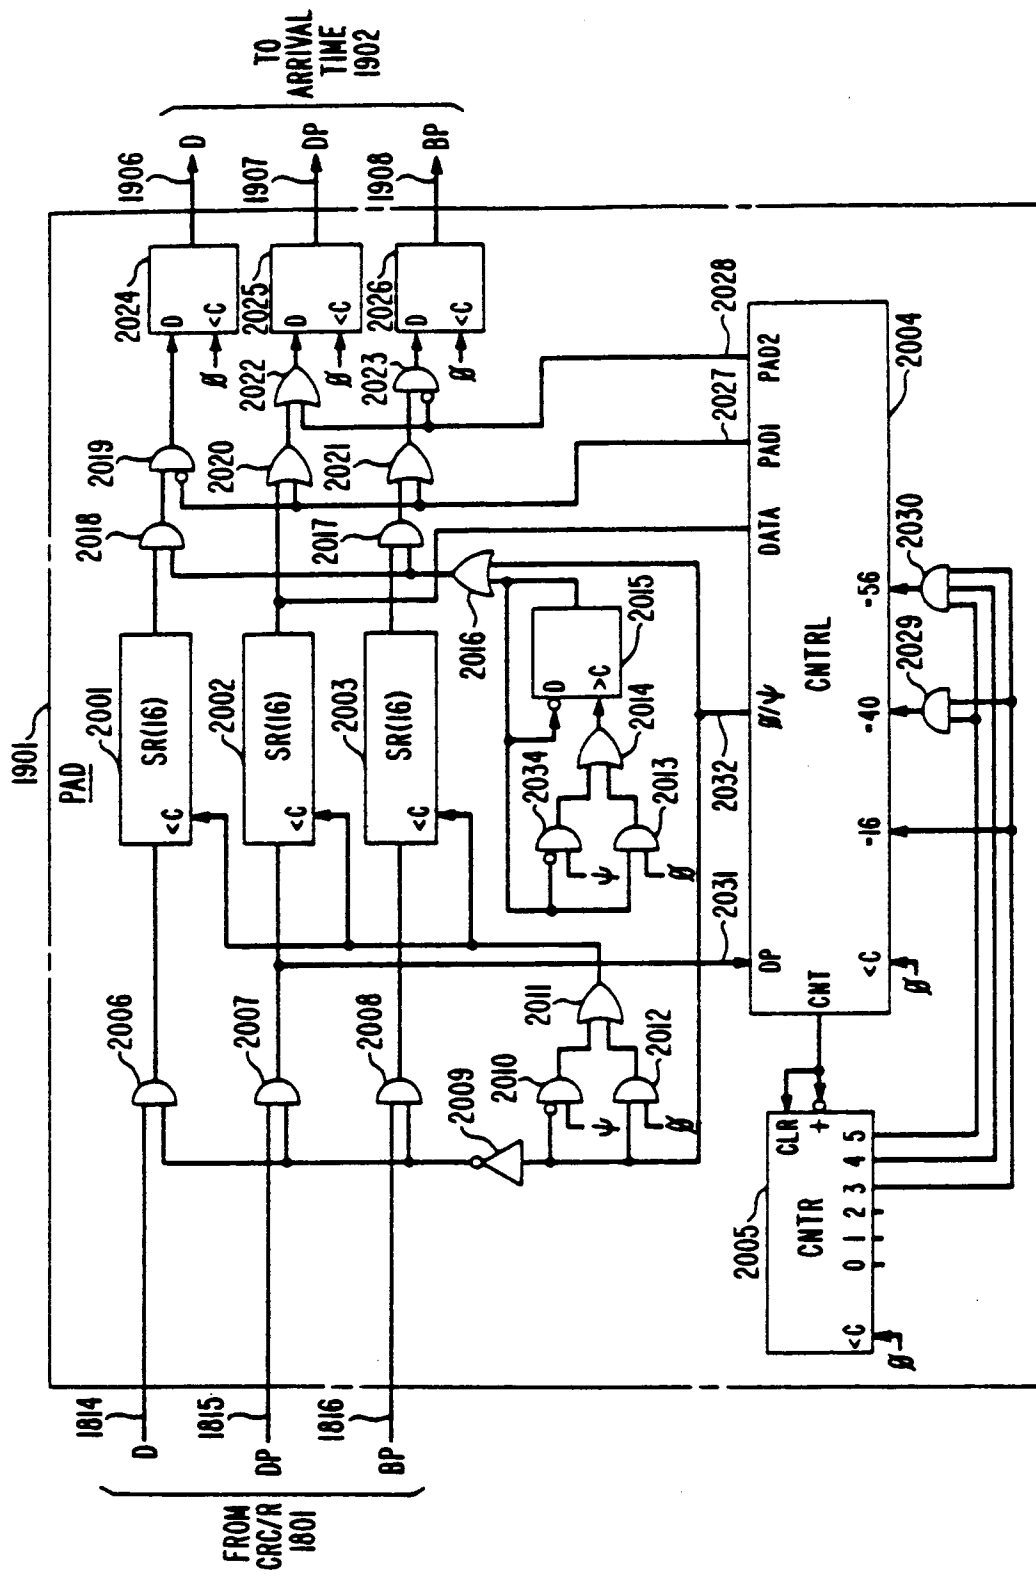 1901
PAD
FROM
CRC/R
1801
D
1814
DP
1815
BP
1816
2006
2007
2008
2009
2010
2011
2012
ψ
Ø
2001
SR(16)
<C
2002
SR(16)
<C
2003
SR(16)
<C
2034
ψ
2013
Ø
2014
2015
D
>C
2016
2017
2018
2019
2020
2021
2022
2023
2024
D
<C
Ø
2025
D
<C
Ø
2026
D
<C
Ø
1906
D
1907
DP
1908
BP
TO
ARRIVAL
TIME
1902
2005
CNTR
CLR
+
<C
Ø
0 1 2 3 4 5
2031
2032
DP
Ø/ψ
DATA
PAD1
PAD2
2027
2028
CNT
CNTRL
2004
<C
Ø
=16
=40
=56
2029
2030